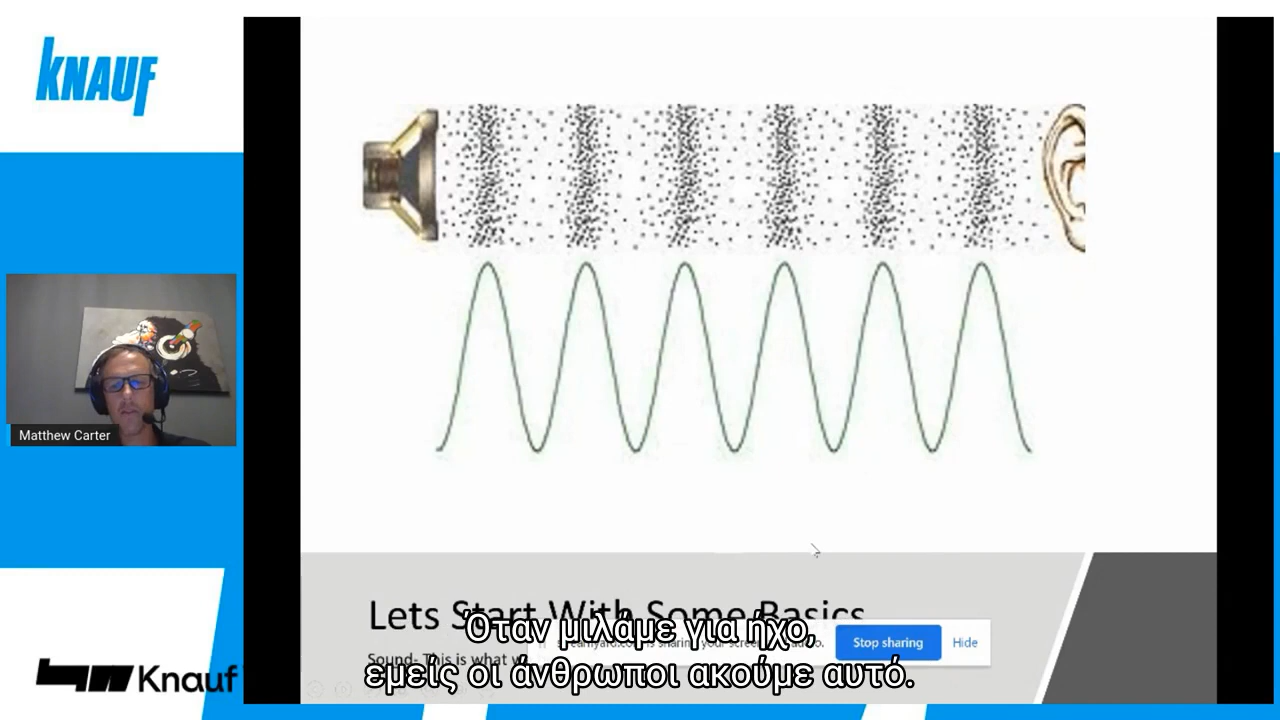 KNAUF
Matthew Carter
Lets Start With Some Basics
Stop sharing
Hide
Sound- This is what
Όταν μιλάμε για ήχο,
εμείς οι άνθρωποι ακούμε αυτό.
Knauf